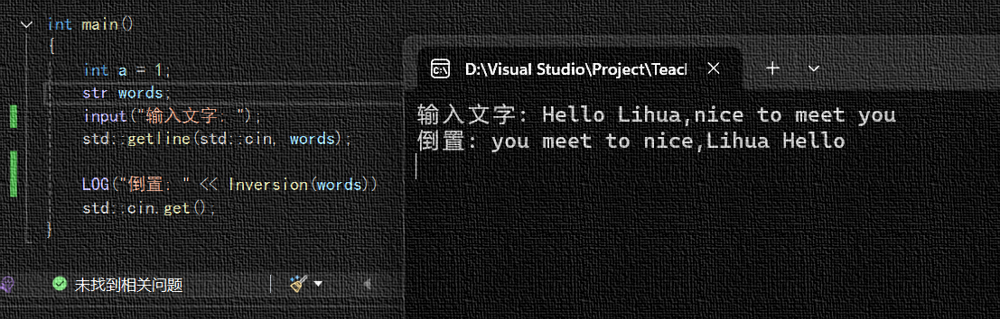 int main()
{
int a = 1;
str words;
input("输入文字: ");
std::getline(std::cin, words);
LOG("倒置: " << Inversion(words))
std::cin.get();
}
未找到相关问题
D:\Visual Studio\Project\Teac
输入文字: Hello Lihua,nice to meet you
倒置: you meet to nice,Lihua Hello